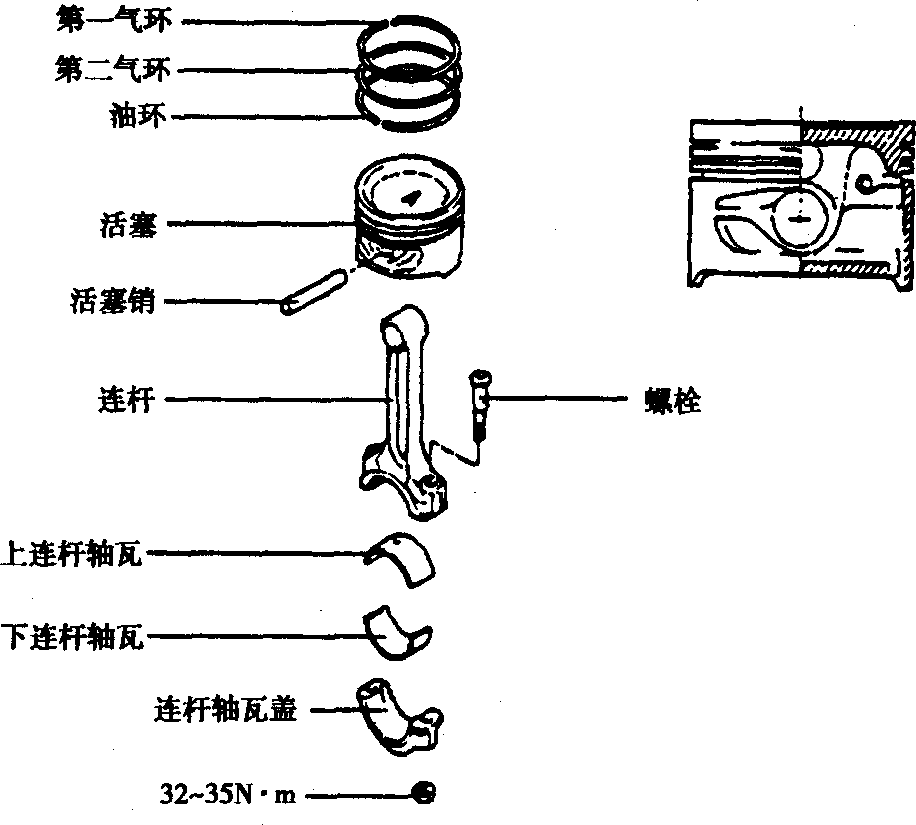 第一气环
第二气环
油环
活塞
活塞销
连杆
螺栓
上连杆轴瓦
下连杆轴瓦
连杆轴瓦盖
32~35N·m